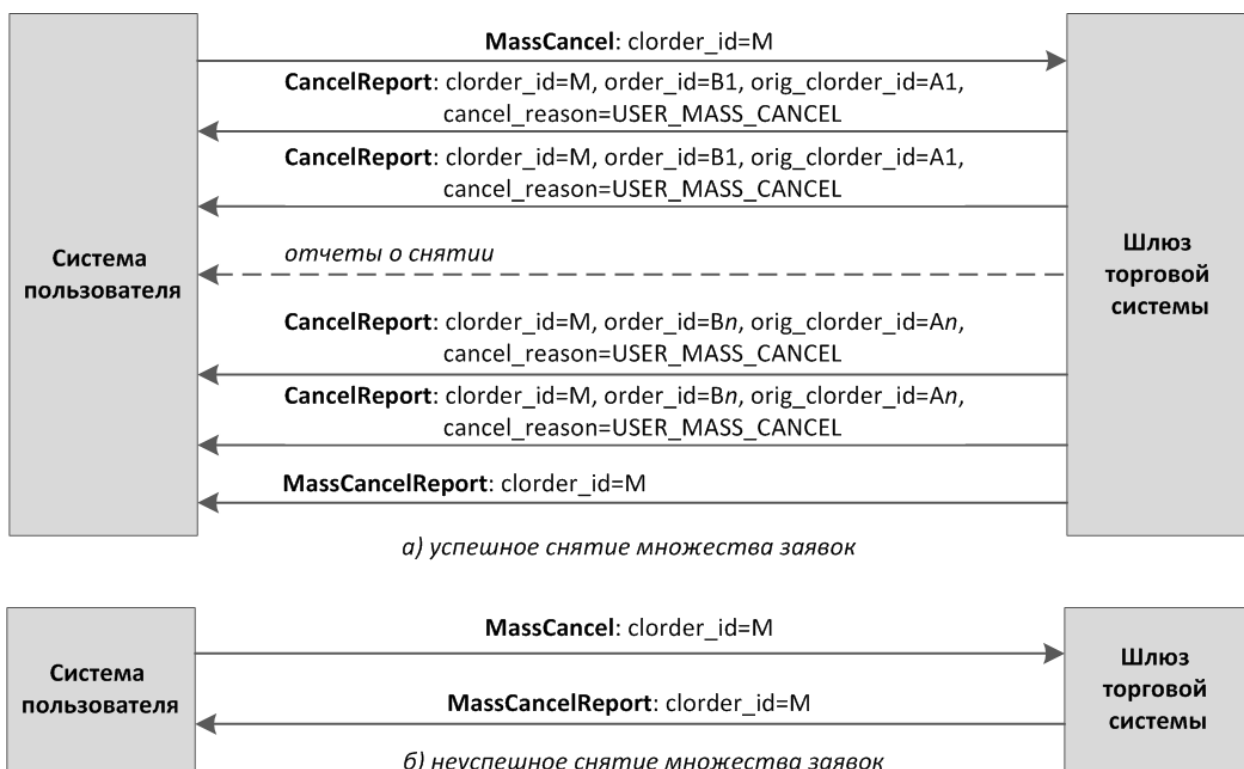 MassCancel: clorder_id=M
CancelReport: clorder_id=M, order_id=B1, orig_clorder_id=A1,
cancel_reason=USER_MASS_CANCEL
CancelReport: clorder_id=M, order_id=B1, orig_clorder_id=A1,
cancel_reason=USER_MASS_CANCEL
Система
пользователя
отчеты о снятии
Шлюз
торговой
системы
CancelReport: clorder_id=M, order_id=Bn, orig_clorder_id=An,
cancel_reason=USER_MASS_CANCEL
CancelReport: clorder_id=M, order_id=Bn, orig_clorder_id=An,
cancel_reason=USER_MASS_CANCEL
MassCancelReport: clorder_id=M
а) успешное снятие множества заявок
MassCancel: clorder_id=M
Система
пользователя
Шлюз
торговой
системы
MassCancelReport: clorder_id=M
б) неуспешное снятие множества заявок